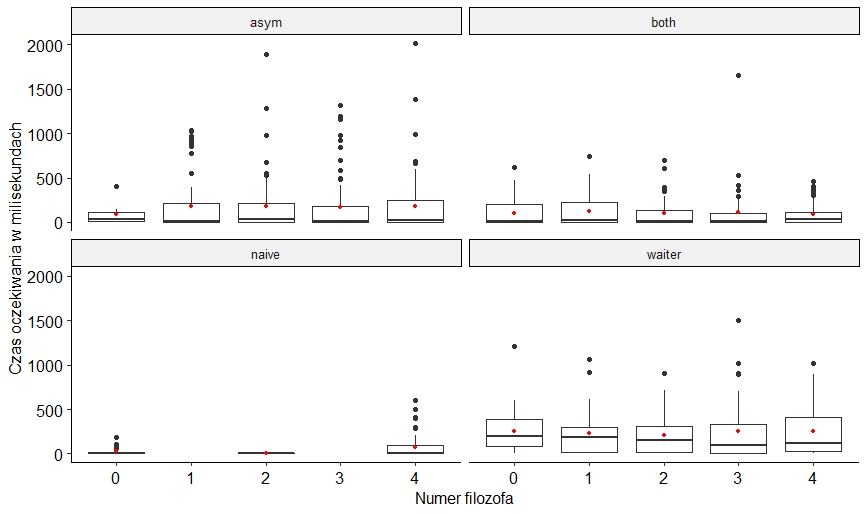 asym
both
2000
1500
1000
500
0
naive
waiter
2000
1500
1000
500
0
0 1 2 3 4
0 1 2 3 4
Numer filozofa
Czas oczekiwania w milisekundach